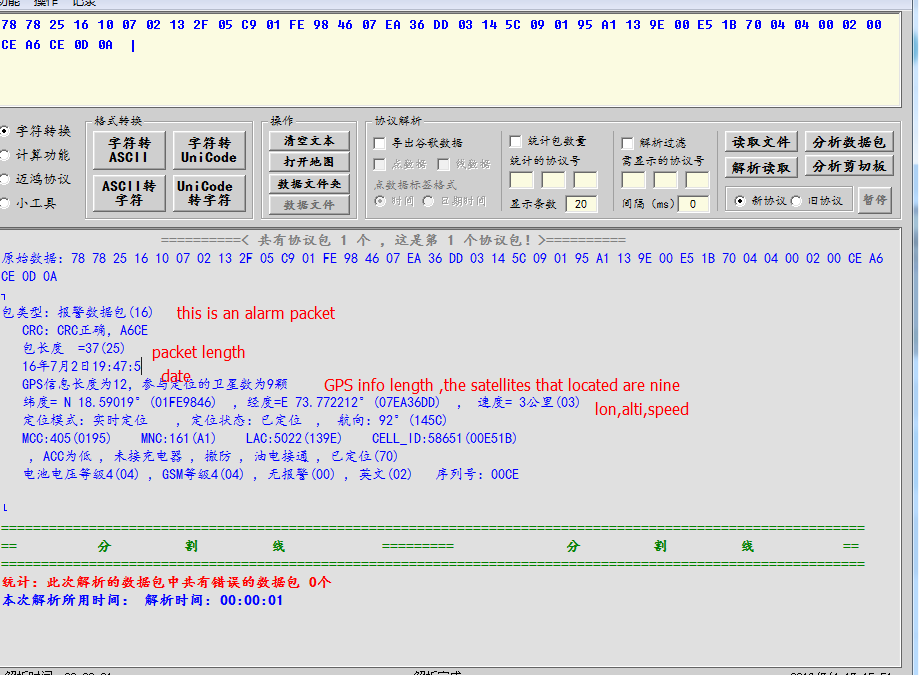 功能 操作 记录
78 78 25 16 10 07 02 13 2F 05 C9 01 FE 98 46 07 EA 36 DD 03 14 5C 09 01 95 A1 13 9E 00 E5 1B 70 04 04 00 02 00
CE A6 CE 0D 0A
格式转换 操作 协议解析
字符转换
计算功能
迈鸿协议
小工具
字符转 ASCII
字符转 UniCode
ASCII转 字符
UniCode 转字符
清空文本
打开地图
数据文件夹
数据文件
导出谷歌数据
点数据 线数据
点数据标签格式
时间 日期时间
统计包数量
统计的协议号
显示条数 20
解析过滤
需显示的协议号
间隔 (ms) 0
读取文件 分析数据包
解析读取 分析剪切板
新协议 旧协议 暂停
==========< 共有协议包 1 个 , 这是第 1 个协议包! >==========
原始数据: 78 78 25 16 10 07 02 13 2F 05 C9 01 FE 98 46 07 EA 36 DD 03 14 5C 09 01 95 A1 13 9E 00 E5 1B 70 04 04 00 02 00 CE A6
CE 0D 0A
┐
包类型: 报警数据包(16) this is an alarm packet
CRC: CRC正确, A6CE
包长度 =37(25) packet length
16年7月2日19:47:5 date
GPS信息长度为12, 参与定位的卫星数为9颗 GPS info length ,the satellites that located are nine
纬度= N 18.59019° (01FE9846) , 经度=E 73.772212° (07EA36DD) , 速度= 3公里(03) lon,alti,speed
定位模式: 实时定位 , 定位状态: 已定位 , 航向: 92° (145C)
MCC:405(0195) MNC:161(A1) LAC:5022(139E) CELL_ID:58651(00E51B)
, ACC为低 , 未接充电器 , 撤防 , 油电接通 , 已定位(70)
电池电压等级4(04) , GSM等级4(04) , 无报警(00) , 英文(02) 序列号: 00CE
└
== 分 割 线 ========= 分 割 线 ==
统计: 此次解析的数据包中共有错误的数据包 0个
本次解析所用时间: 解析时间: 00:00:01